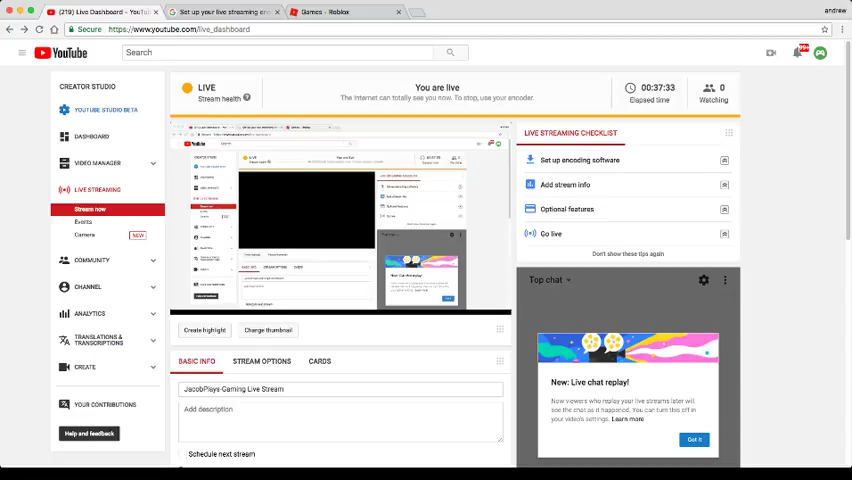 (219) Live Dashboard - YouTu
Set up your live streaming en
Games - Roblox
andrew
Secure
https://www.youtube.com/live_dashboard
YouTube
Search
99+
CREATOR STUDIO
YOUTUBE STUDIO BETA
DASHBOARD
VIDEO MANAGER
LIVE STREAMING
Stream now
Events
Camera
NEW
COMMUNITY
CHANNEL
ANALYTICS
TRANSLATIONS &
TRANSCRIPTIONS
CREATE
YOUR CONTRIBUTIONS
Help and feedback
LIVE
Stream health
You are live
The Internet can totally see you now. To stop, use your encoder.
00:37:33
Elapsed time
0
Watching
Create highlight
Change thumbnail
BASIC INFO
STREAM OPTIONS
CARDS
JacobPlays-Gaming Live Stream
Add description
Schedule next stream
LIVE STREAMING CHECKLIST
Set up encoding software
Add stream info
Optional features
Go live
Don't show these tips again
Top chat
New: Live chat replay!
Now viewers who replay your live streams later will
see the chat as it happened. You can turn this off in
your video's settings. Learn more
Got it